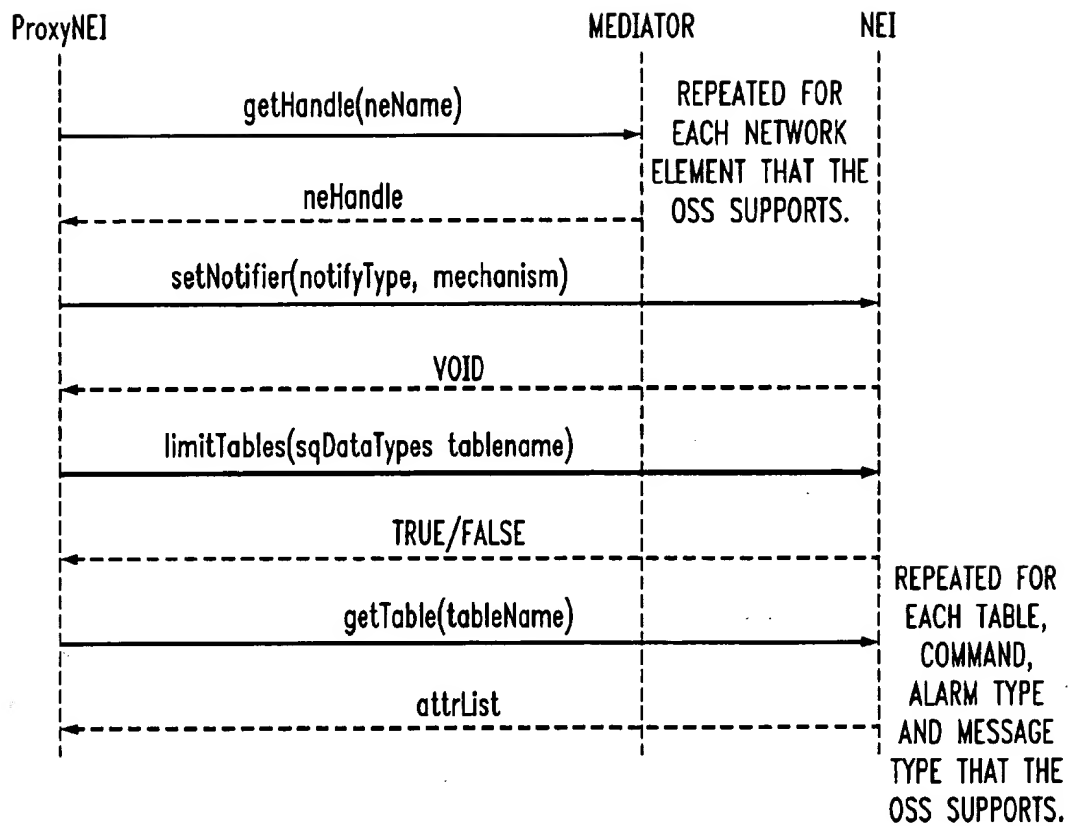 ProxyNEI
MEDIATOR
NEI
getHandle(neName)
REPEATED FOR
EACH NETWORK
ELEMENT THAT THE
OSS SUPPORTS.
neHandle
setNotifier(notifyType, mechanism)
VOID
limitTables(sqDataTypes tablename)
TRUE/FALSE
getTable(tableName)
attrList
REPEATED FOR
EACH TABLE,
COMMAND,
ALARM TYPE
AND MESSAGE
TYPE THAT THE
OSS SUPPORTS.